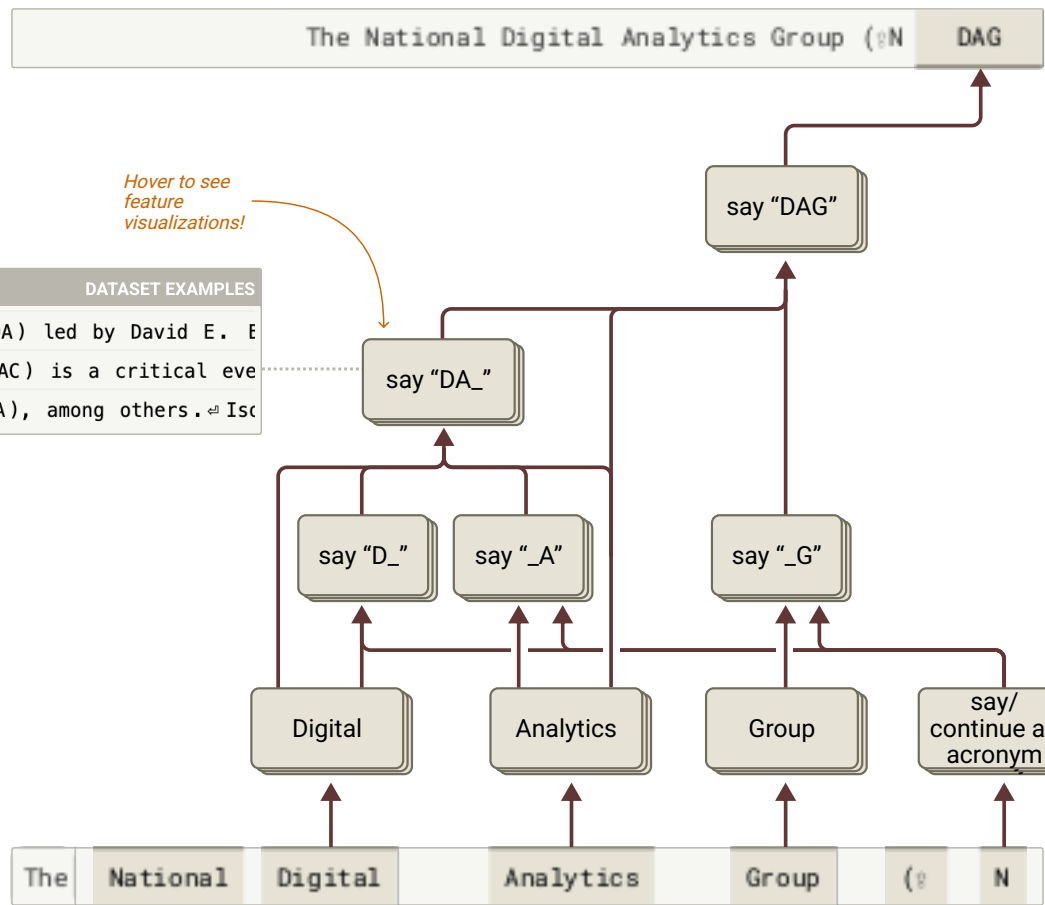 The National Digital Analytics Group (⇧N DAG
say “DAG”
Hover to see
feature
visualizations!
DATASET EXAMPLES
A) led by David E.
AC) is a critical eve
A), among others.⏎Iso
say “DA_”
say “D_”
say “_A”
say “_G”
Digital
Analytics
Group
say/
continue a
acronym
The National Digital Analytics Group (⇧ N